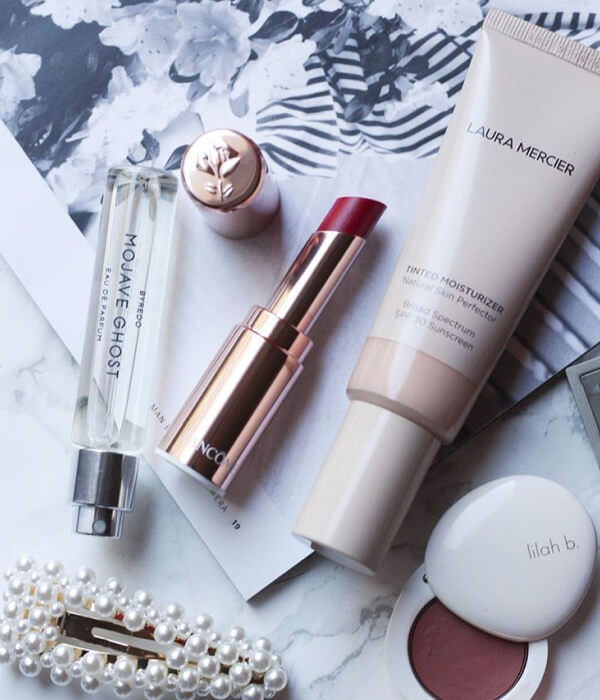 LAURA MERCIER
TINTED MOISTURIZER
Natural Skin Perfector
Broad Spectrum
SPF 30 Sunscreen
BYREDO
MOJAVE GHOST
EAU DE PARFUM
19
lilah b.